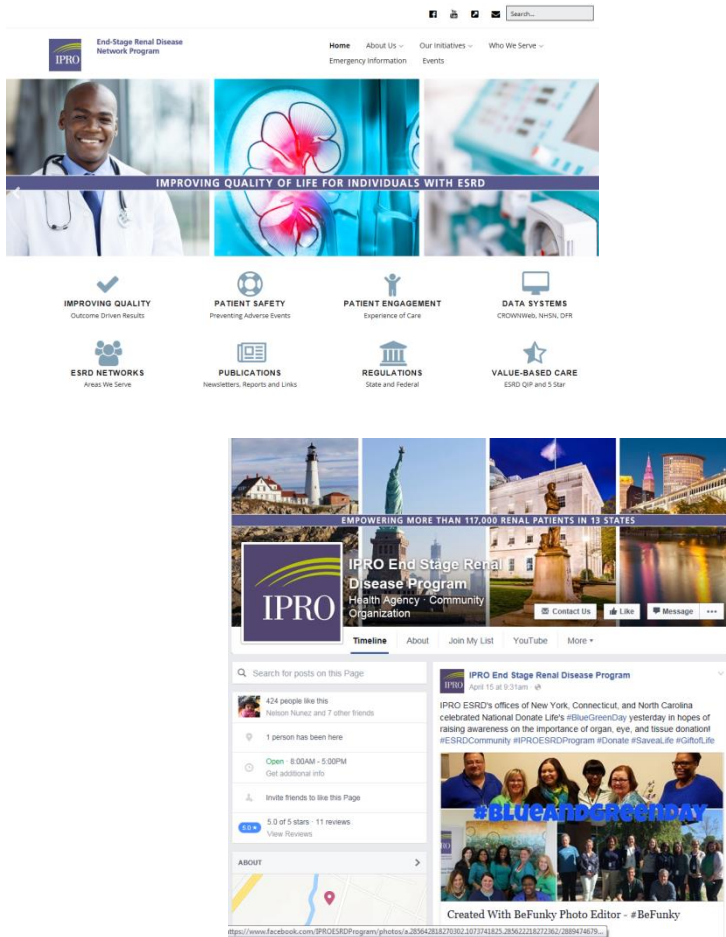 Search...
End-Stage Renal Disease
Network Program
IPRO
Home About Us Our Initiatives Who We Serve
Emergency Information Events
IMPROVING QUALITY OF LIFE FOR INDIVIDUALS WITH ESRD
IMPROVING QUALITY
Outcome Driven Results
PATIENT SAFETY
Preventing Adverse Events
PATIENT ENGAGEMENT
Experience of Care
DATA SYSTEMS
CROWNWeb, NHSN, DFR
ESRD NETWORKS
Areas We Serve
PUBLICATIONS
Newsletters, Reports and Links
REGULATIONS
State and Federal
VALUE-BASED CARE
ESRD QIP and 5 Star
EMPOWERING MORE THAN 117,000 RENAL PATIENTS IN 13 STATES
IPRO
IPRO End Stage Renal
Disease Program
Health Agency · Community
Organization
Contact Us Like Message
Timeline About Join My List YouTube More
Search for posts on this Page
424 people like this
Nelson Nunez and 7 other friends
1 person has been here
Open · 8:00AM - 5:00PM
Get additional info
Invite friends to like this Page
5.0 5.0 of 5 stars · 11 reviews
View Reviews
ABOUT
IPRO
IPRO End Stage Renal Disease Program
April 15 at 9:31am
IPRO ESRD's offices of New York, Connecticut, and North Carolina
celebrated National Donate Life's #BlueGreenDay yesterday in hopes of
raising awareness on the importance of organ, eye, and tissue donation!
#ESRDCommunity #IPROESRDProgram #Donate #SaveaLife #GiftofLife
#BLUEANDGREENDAY
Created With BeFunky Photo Editor - #BeFunky